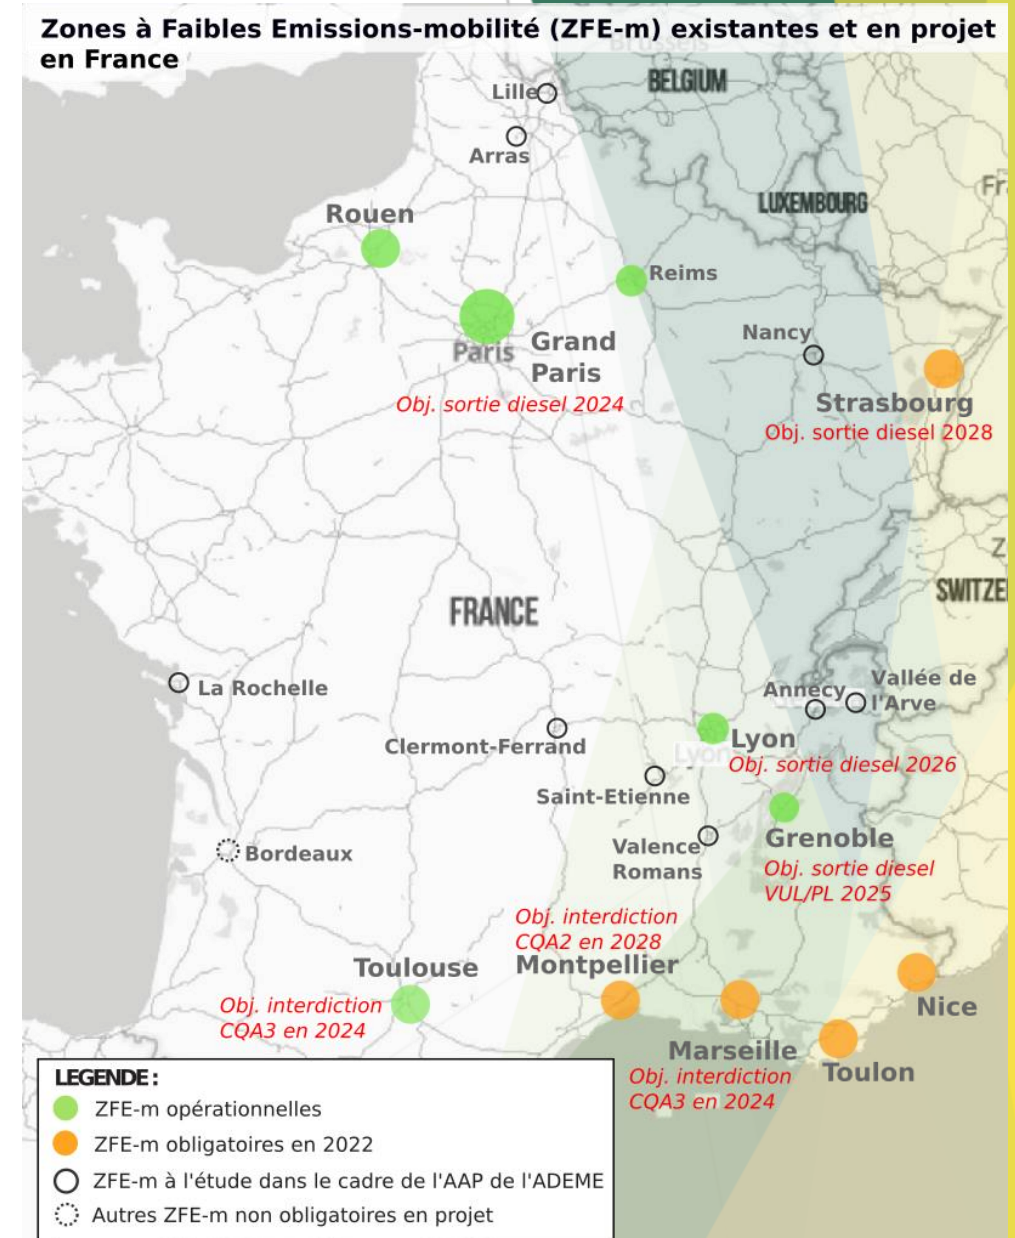 Zones à Faibles Emissions-mobilité (ZFE-m) existantes et en projet
en France
Brussels
BELGIUM
Lille
Arras
LUXEMBOURG
Rouen
Reims
Nancy
Paris
Grand
Paris
Obj. sortie diesel 2024
Strasbourg
Obj. sortie diesel 2028
FRANCE
La Rochelle
Annecy
Vallée de
l'Arve
Clermont-Ferrand
Lyon
Lyon
Obj. sortie diesel 2026
Saint-Etienne
Grenoble
Obj. sortie diesel
VUL/PL 2025
Valence
Romans
Bordeaux
Obj. interdiction
CQA2 en 2028
Montpellier
Toulouse
Obj. interdiction
CQA3 en 2024
Nice
Marseille
Obj. interdiction
CQA3 en 2024
Toulon
LEGENDE :
ZFE-m opérationnelles
ZFE-m obligatoires en 2022
ZFE-m à l'étude dans le cadre de l'AAP de l'ADEME
Autres ZFE-m non obligatoires en projet